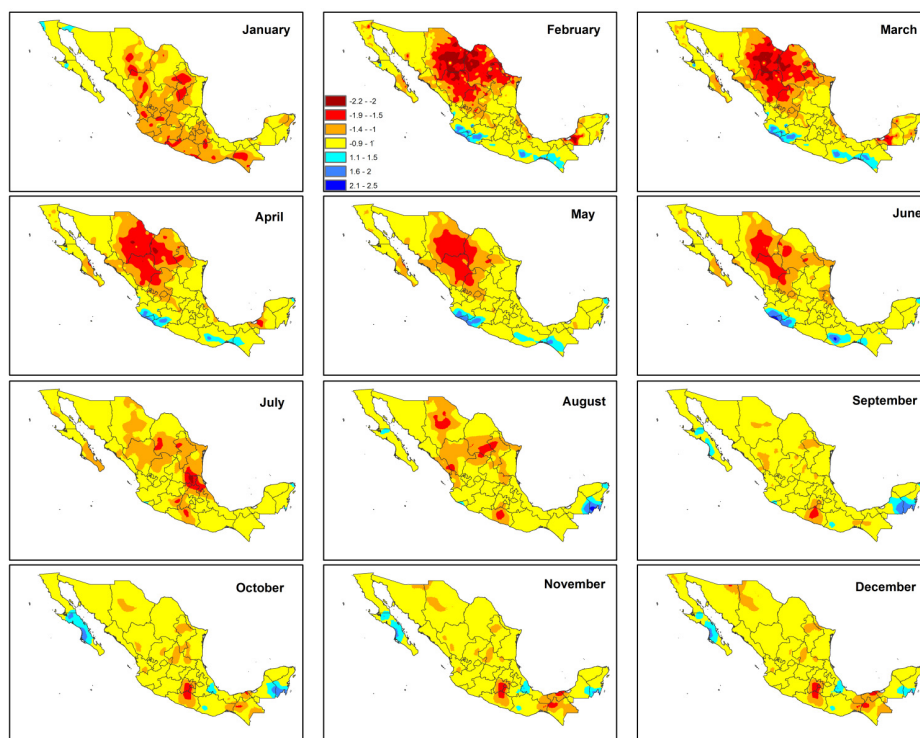 January
February
March
-2.2 - -2
-1.9 - -1.5
-1.4 - -1
-0.9 - 1
1.1 - 1.5
1.6 - 2
2.1 - 2.5
April
May
June
July
August
September
October
November
December